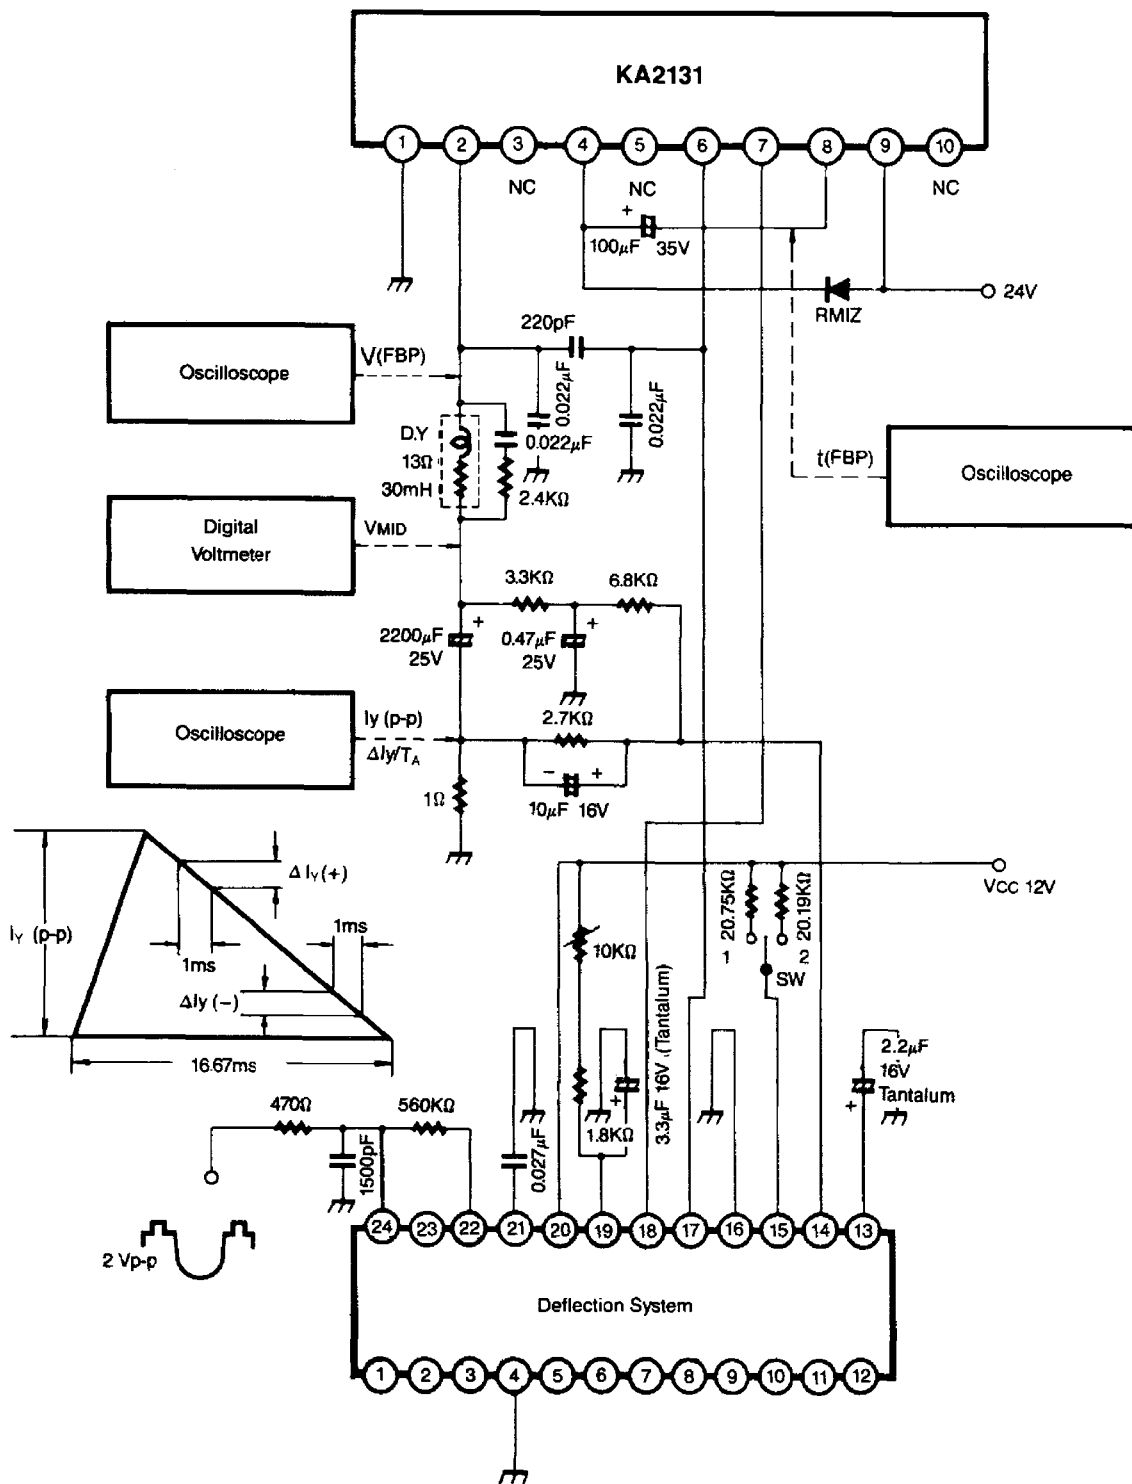 KA2131
1 2 3 4 5 6 7 8 9 10
NC
NC
NC
+
100μF 35V
RMIZ
24V
220pF
Oscilloscope
V(FBP)
0.022μF
0.022μF
D.Y
13Ω
30mH
0.022μF
2.4KΩ
t(FBP)
Oscilloscope
Digital
Voltmeter
VMID
3.3KΩ
6.8KΩ
2200μF
25V
+
0.47μF
25V
+
Oscilloscope
Iy (p-p)
ΔIy/TA
2.7KΩ
- +
10μF 16V
1Ω
IY (p-p)
Δ IY (+)
1ms
1ms
ΔIy (-)
16.67ms
VCC 12V
10KΩ
20.75KΩ
20.19KΩ
1
2
SW
3.3μF 16V (Tantalum)
+
1.8KΩ
0.027μF
2.2μF
16V
Tantalum
+
470Ω
560KΩ
1500pF
2 Vp-p
24 23 22 21 20 19 18 17 16 15 14 13
Deflection System
1 2 3 4 5 6 7 8 9 10 11 12